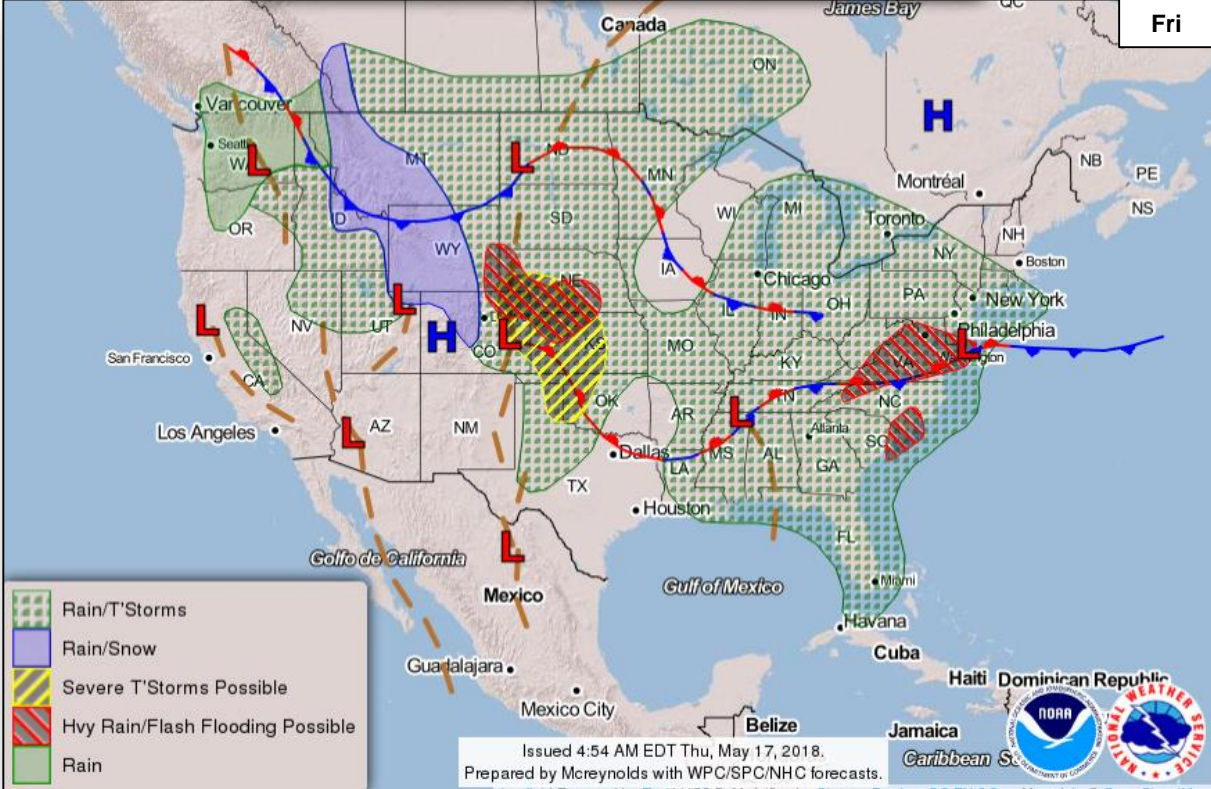 James Bay
QC
Fri
Canada
ON
Vancouver
H
Seattle
WA
L
L
MT
ND
MN
NB
PE
Montréal
NS
OR
ID
SD
WI
MI
Toronto
NH
WY
NY
Boston
IA
Chicago
NE
PA
New York
L
L
NV
UT
H
CO
L
KS
IL
IN
OH
Philadelphia
San Francisco
MO
KY
VA
L
Washington
CA
OK
AR
TN
NC
L
Los Angeles
L
AZ
NM
Atlanta
SC
Dallas
LA
MS
AL
GA
TX
Houston
FL
L
Golfo de California
Mexico
Gulf of Mexico
Miami
Havana
Cuba
Guadalajara
Haiti
Dominican Republic
Mexico City
Belize
Jamaica
Caribbean S
Rain/T'Storms
Rain/Snow
Severe T'Storms Possible
Hvy Rain/Flash Flooding Possible
Rain
Issued 4:54 AM EDT Thu, May 17, 2018.
Prepared by Mcreynolds with WPC/SPC/NHC forecasts.
NOAA
NATIONAL WEATHER SERVICE